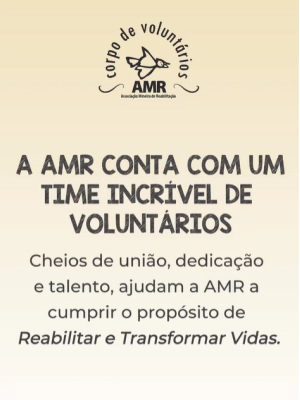 corpo de voluntários
AMR
Associação Mineira de Reabilitação
A AMR CONTA COM UM
TIME INCRÍVEL DE
VOLUNTÁRIOS
Cheios de união, dedicação
e talento, ajudam a AMR a
cumprir o propósito de
Reabilitar e Transformar Vidas.